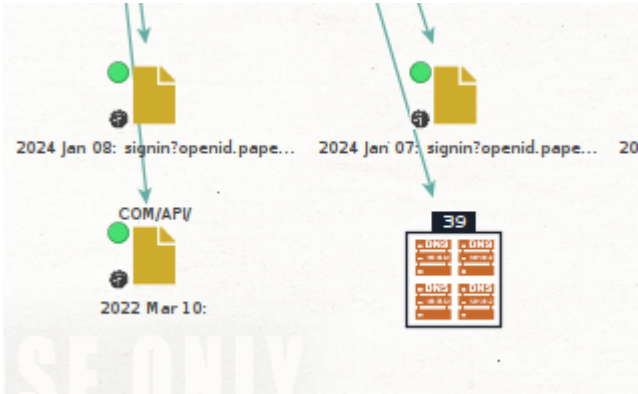 2024 Jan 08: signin?openid.pape...
2024 Jan 07: signin?openid.pape...
20
COM/API/
39
DNS DNS
DNS DNS
2022 Mar 10:
SE ONLY